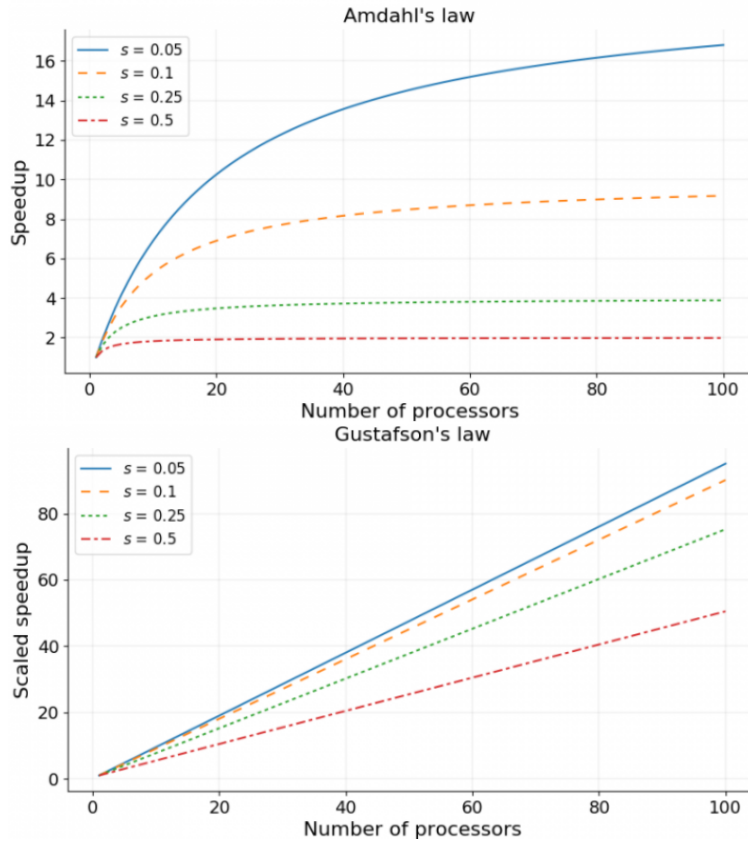 Amdahl's law
s = 0.05
s = 0.1
s = 0.25
s = 0.5
Speedup
16
14
12
10
8
6
4
2
0 20 40 60 80 100
Number of processors
Gustafson's law
s = 0.05
s = 0.1
s = 0.25
s = 0.5
Scaled speedup
80
60
40
20
0
0 20 40 60 80 100
Number of processors